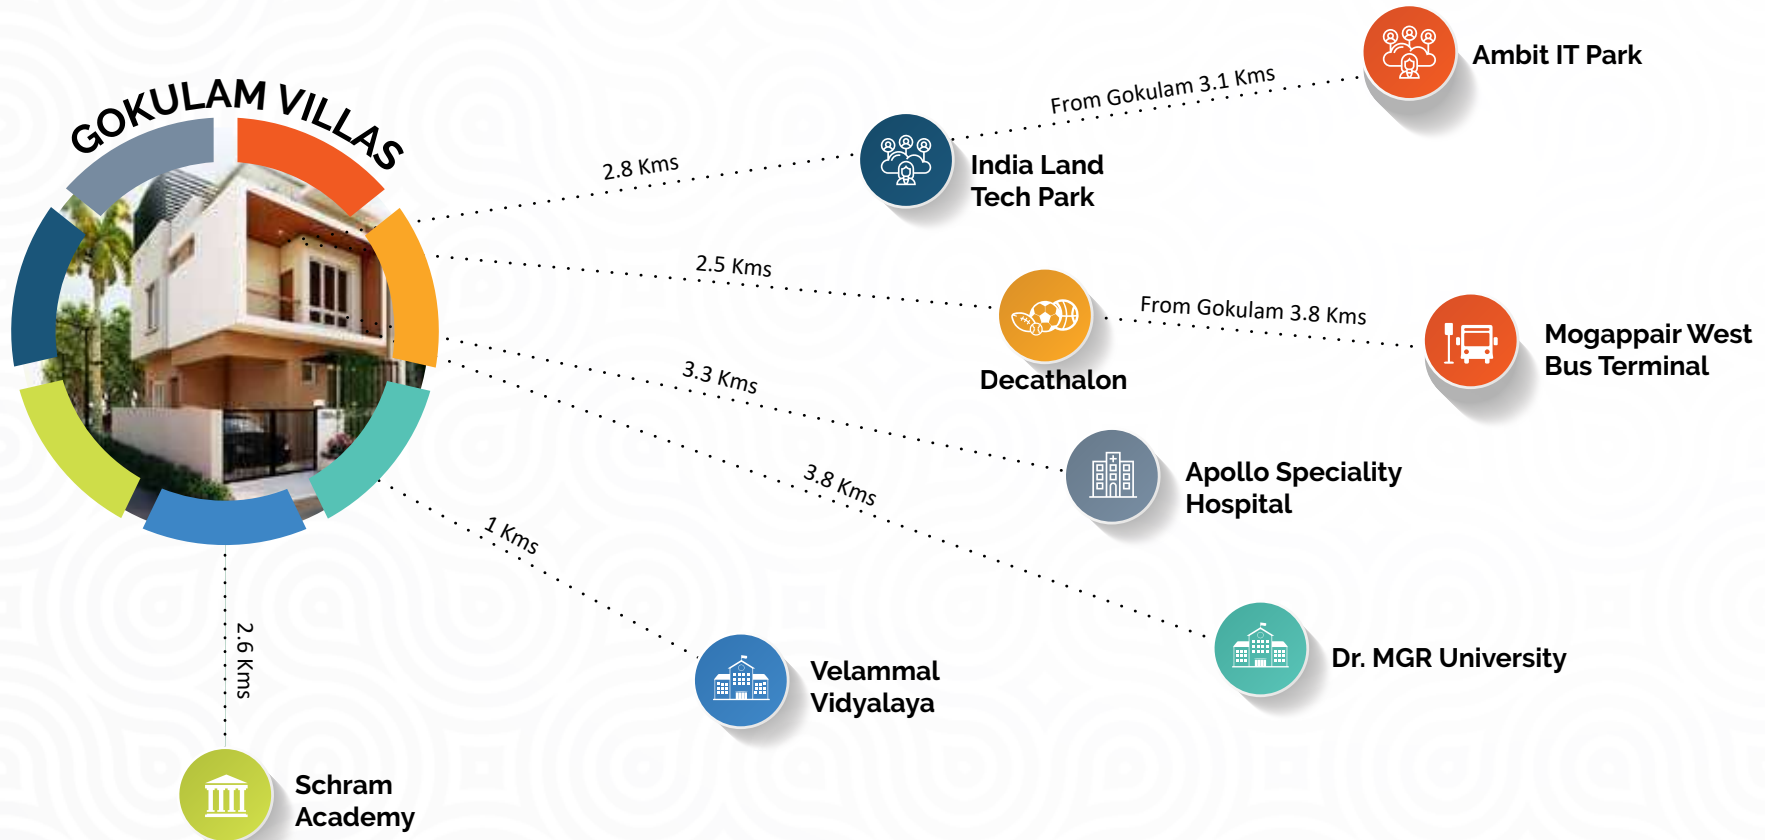 GOKULAM VILLAS
Ambit IT Park
From Gokulam 3.1 Kms
2.8 Kms
India Land
Tech Park
2.5 Kms
From Gokulam 3.8 Kms
Decathalon
Mogappair West
Bus Terminal
3.3 Kms
Apollo Speciality
Hospital
3.8 Kms
1 Kms
Dr. MGR University
Velammal
Vidyalaya
2.6 Kms
Schram
Academy